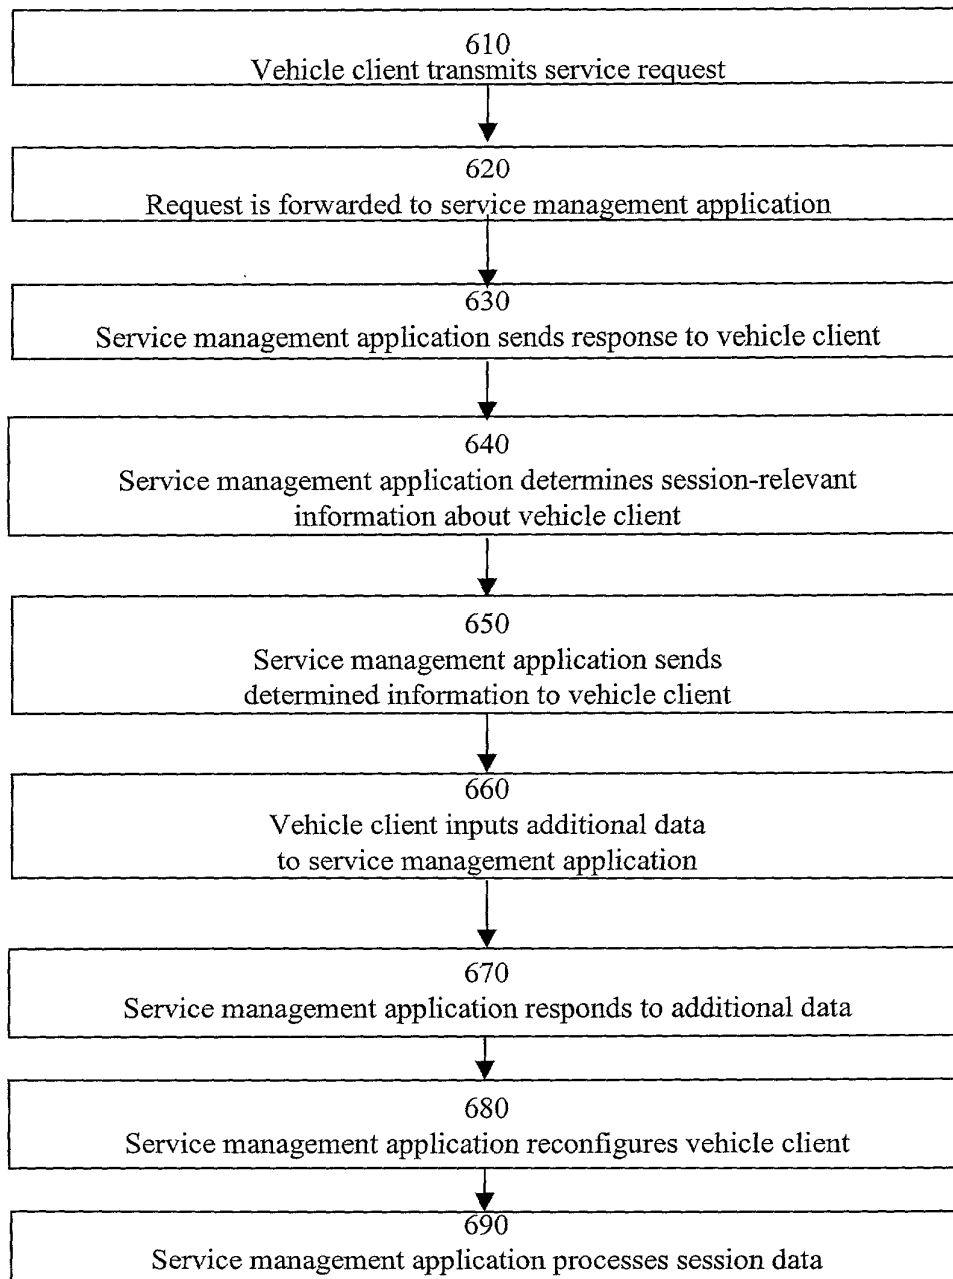 610
Vehicle client transmits service request
620
Request is forwarded to service management application
630
Service management application sends response to vehicle client
640
Service management application determines session-relevant
information about vehicle client
650
Service management application sends
determined information to vehicle client
660
Vehicle client inputs additional data
to service management application
670
Service management application responds to additional data
680
Service management application reconfigures vehicle client
690
Service management application processes session data